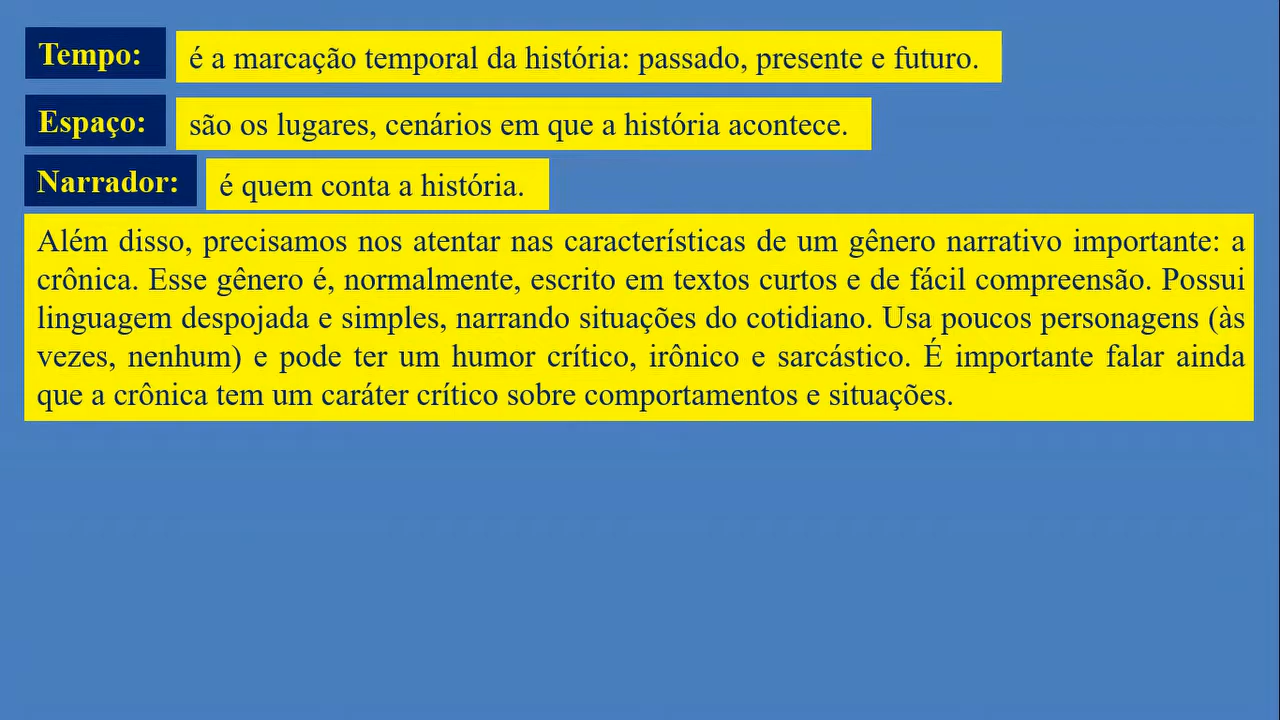 Tempo: é a marcação temporal da história: passado, presente e futuro.
Espaço: são os lugares, cenários em que a história acontece.
Narrador: é quem conta a história.
Além disso, precisamos nos atentar nas características de um gênero narrativo importante: a
crônica. Esse gênero é, normalmente, escrito em textos curtos e de fácil compreensão. Possui
linguagem despojada e simples, narrando situações do cotidiano. Usa poucos personagens (às
vezes, nenhum) e pode ter um humor crítico, irônico e sarcástico. É importante falar ainda
que a crônica tem um caráter crítico sobre comportamentos e situações.